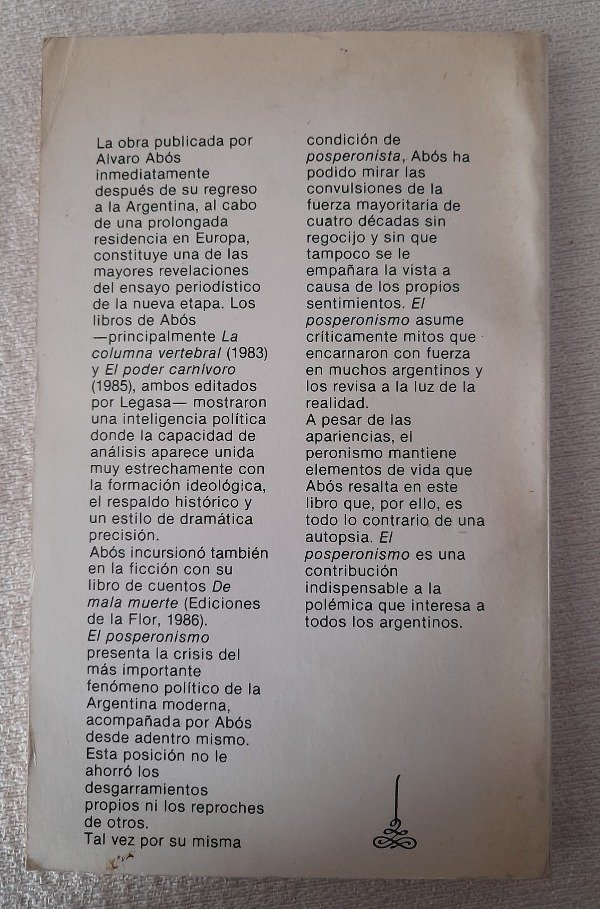 La obra publicada por
Alvaro Abós
inmediatamente
después de su regreso
a la Argentina, al cabo
de una prolongada
residencia en Europa,
constituye una de las
mayores revelaciones
del ensayo periodístico
de la nueva etapa. Los
libros de Abós
—principalmente La
columna vertebral (1983)
y El poder carnívoro
(1985), ambos editados
por Legasa— mostraron
una inteligencia política
donde la capacidad de
análisis aparece unida
muy estrechamente con
la formación ideológica,
el respaldo histórico y
un estilo de dramática
precisión.
Abós incursionó también
en la ficción con su
libro de cuentos De
mala muerte (Ediciones
de la Flor, 1986).
El posperonismo
presenta la crisis del
más importante
fenómeno político de la
Argentina moderna,
acompañada por Abós
desde adentro mismo.
Esta posición no le
ahorró los
desgarramientos
propios ni los reproches
de otros.
Tal vez por su misma
condición de
posperonista, Abós ha
podido mirar las
convulsiones de la
fuerza mayoritaria de
cuatro décadas sin
regocijo y sin que
tampoco se le
empañara la vista a
causa de los propios
sentimientos. El
posperonismo asume
críticamente mitos que
encarnaron con fuerza
en muchos argentinos y
los revisa a la luz de la
realidad.
A pesar de las
apariencias, el
peronismo mantiene
elementos de vida que
Abós resalta en este
libro que, por ello, es
todo lo contrario de una
autopsia. El
posperonismo es una
contribución
indispensable a la
polémica que interesa a
todos los argentinos.